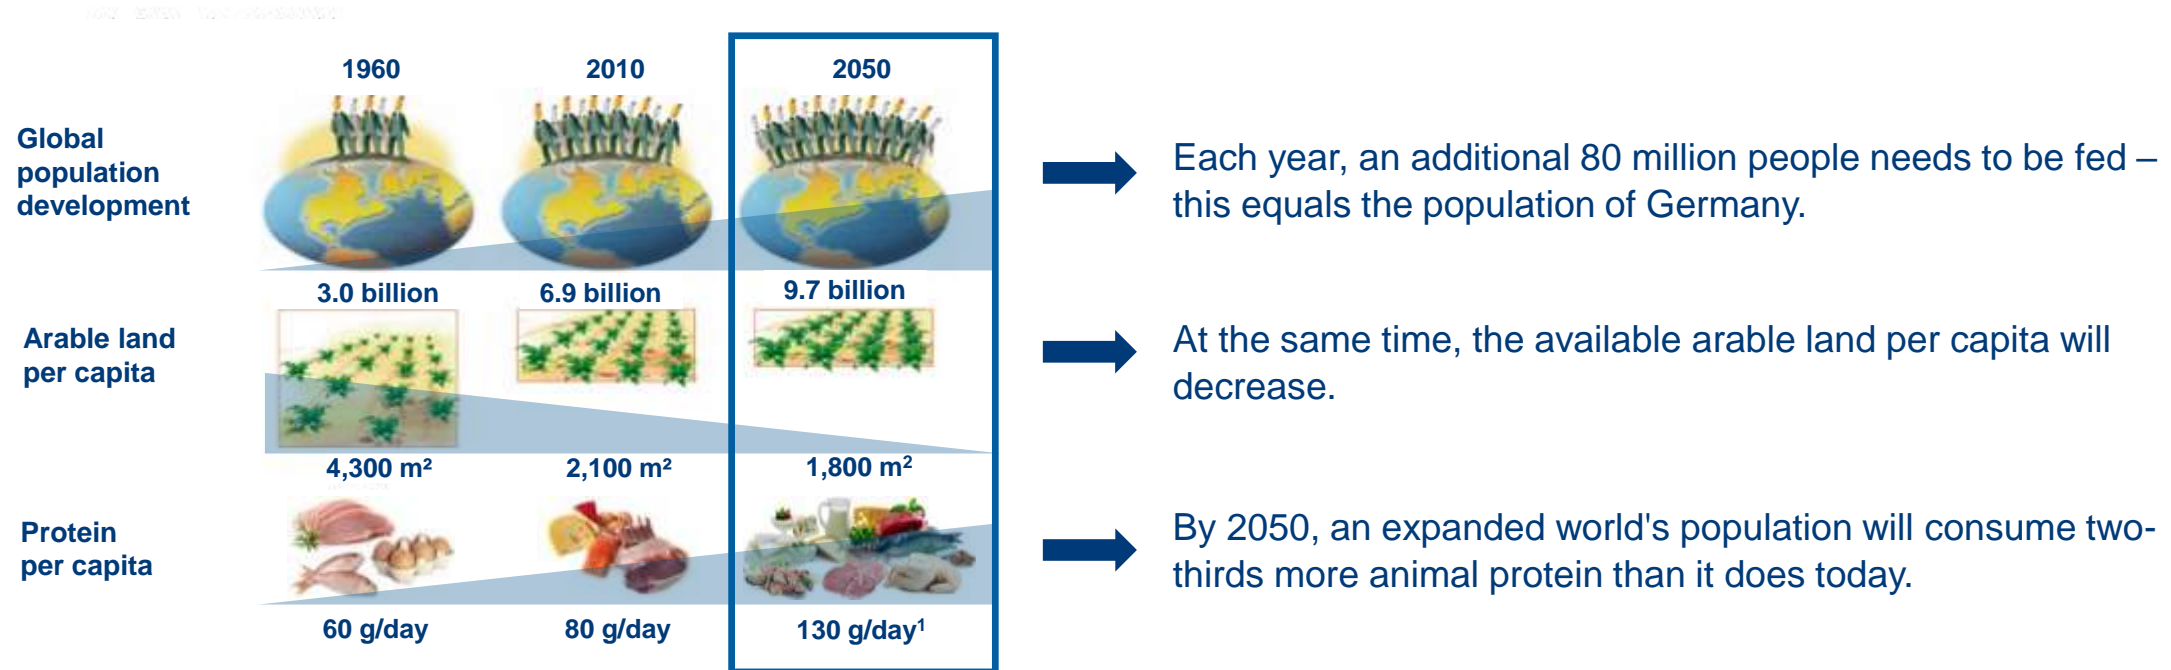 1960 2010 2050
Global
population
development
Each year, an additional 80 million people needs to be fed –
this equals the population of Germany.
3.0 billion 6.9 billion 9.7 billion
Arable land
per capita
At the same time, the available arable land per capita will
decrease.
4,300 m² 2,100 m² 1,800 m²
Protein
per capita
By 2050, an expanded world's population will consume two-
thirds more animal protein than it does today.
60 g/day 80 g/day 130 g/day¹